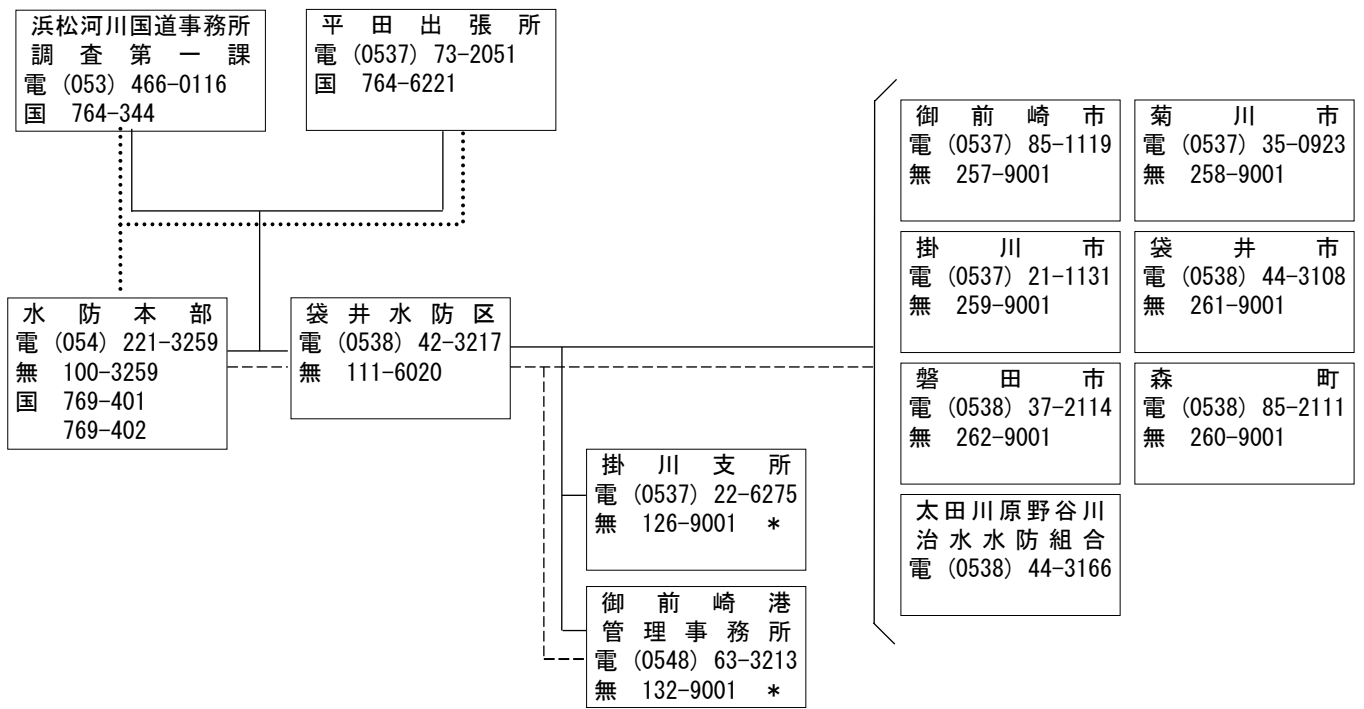 浜松河川国道事務所
調査第一課
電 (053) 466-0116
国 764-344
平田出張所
電 (0537) 73-2051
国 764-6221
水防本部
電 (054) 221-3259
無 100-3259
国 769-401
769-402
袋井水防区
電 (0538) 42-3217
無 111-6020
掛川支所
電 (0537) 22-6275
無 126-9001 *
御前崎港
管理事務所
電 (0548) 63-3213
無 132-9001 *
御前崎市
電 (0537) 85-1119
無 257-9001
菊川市
電 (0537) 35-0923
無 258-9001
掛川市
電 (0537) 21-1131
無 259-9001
袋井市
電 (0538) 44-3108
無 261-9001
磐田市
電 (0538) 37-2114
無 262-9001
森町
電 (0538) 85-2111
無 260-9001
太田川原野谷川
治水水防組合
電 (0538) 44-3166